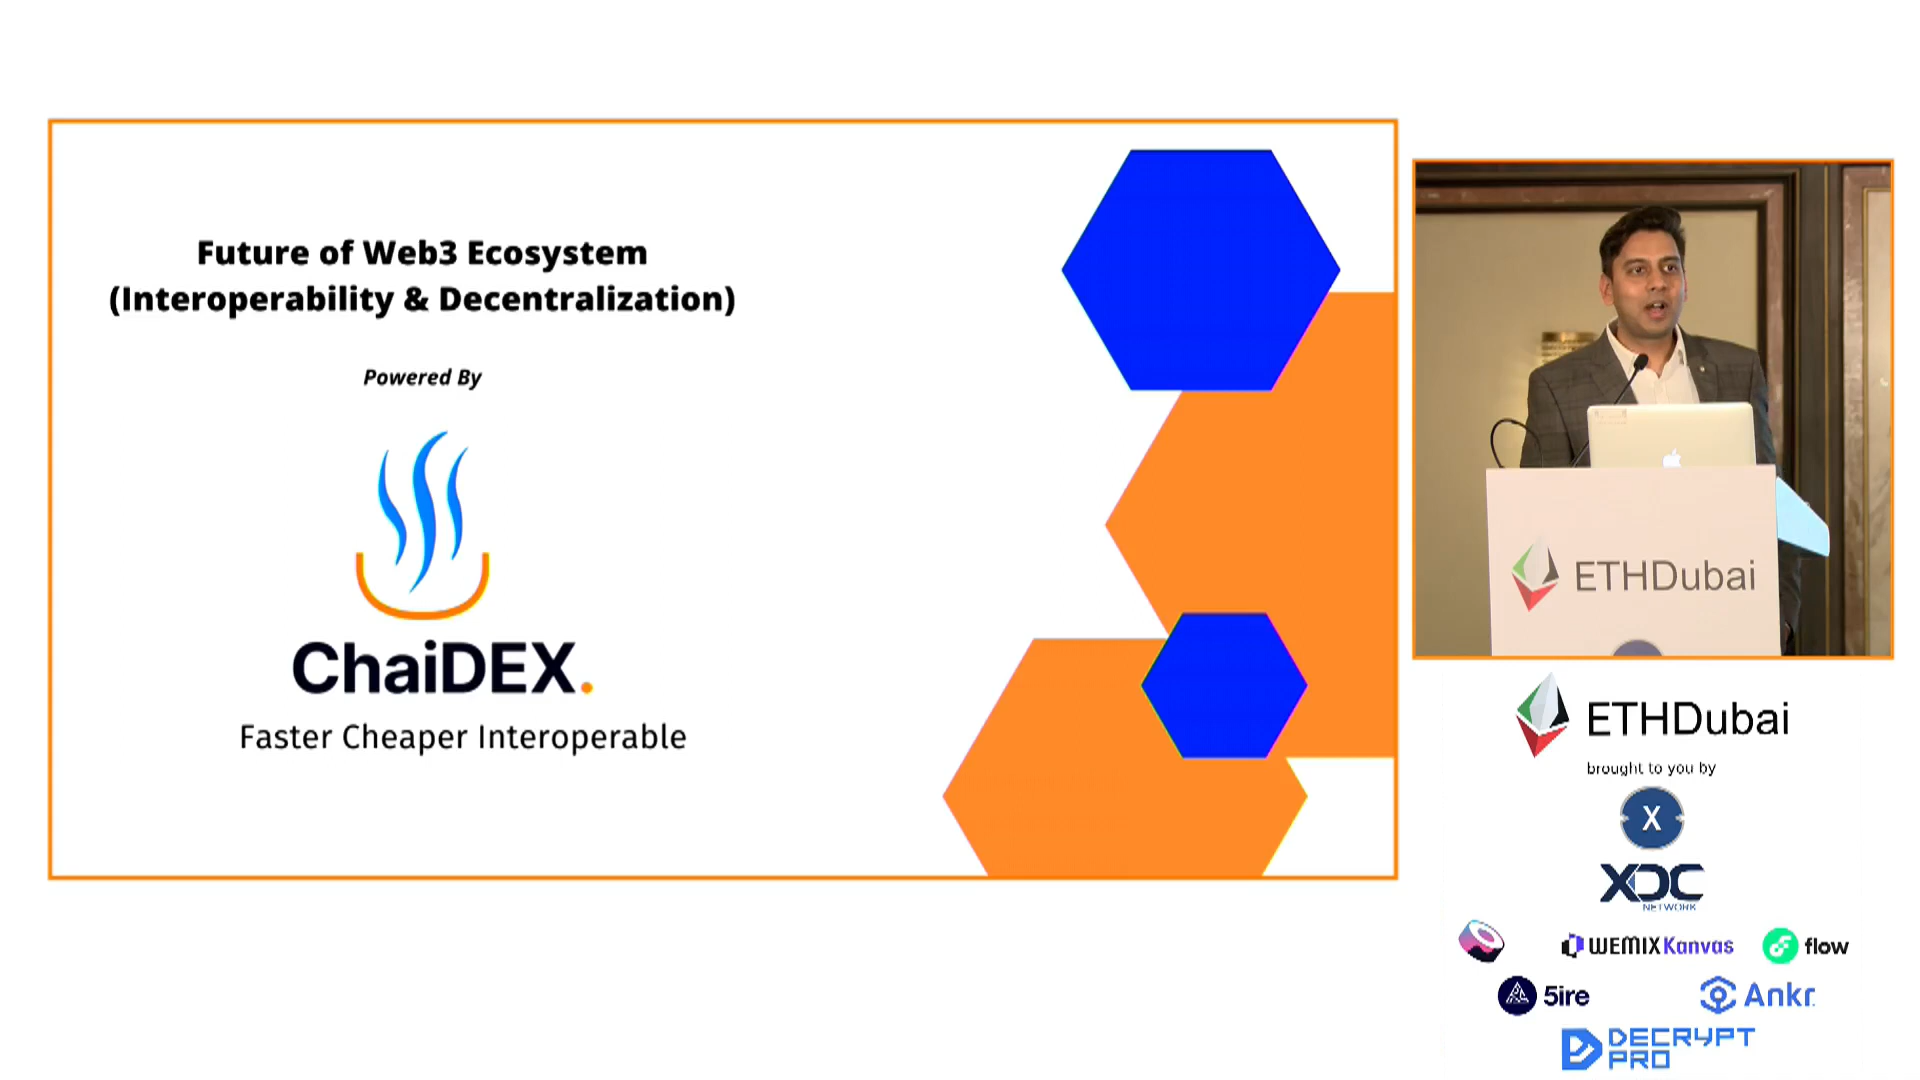 Future of Web3 Ecosystem
(Interoperability & Decentralization)
Powered By
ChaiDEX.
Faster Cheaper Interoperable
ETHDubai
ETHDubai
brought to you by
X
XDC
NETWORK
WEMIX Kanvas
flow
5ire
Ankr
DECRYPT
PRO